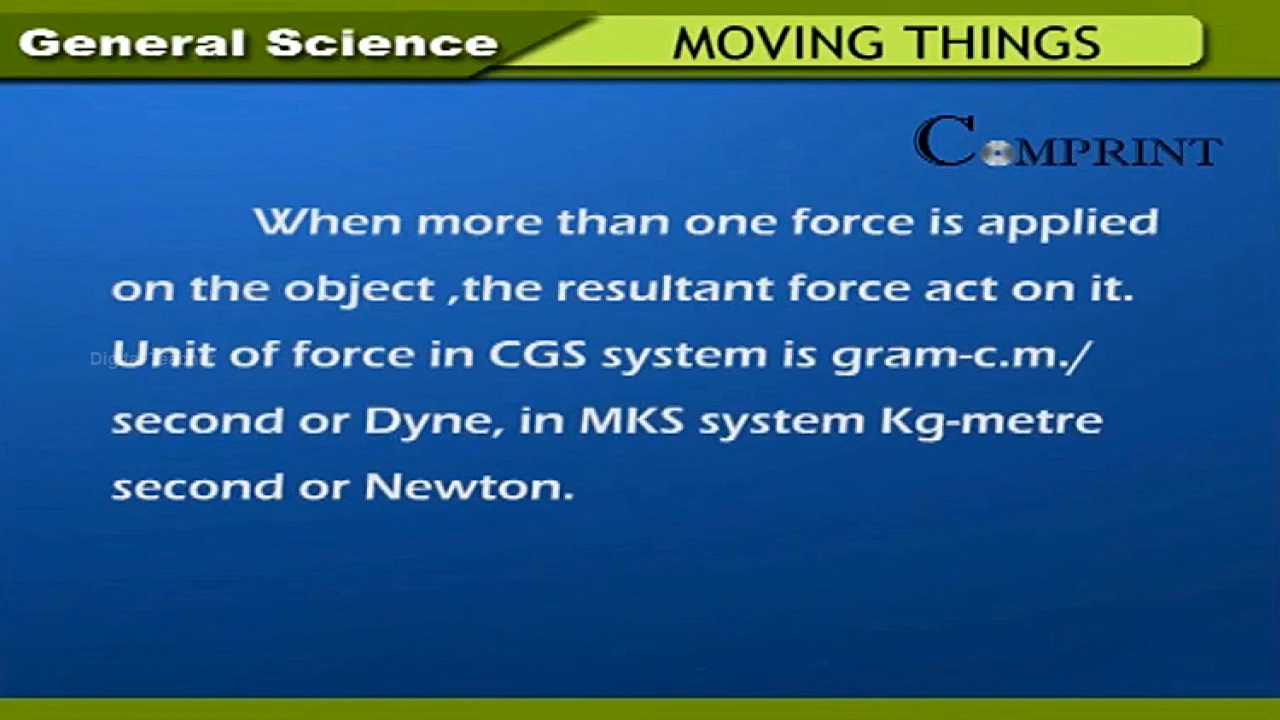 General Science
MOVING THINGS
COMPRINT
When more than one force is applied
on the object ,the resultant force act on it.
Unit of force in CGS system is gram-c.m./
second or Dyne, in MKS system Kg-metre
second or Newton.